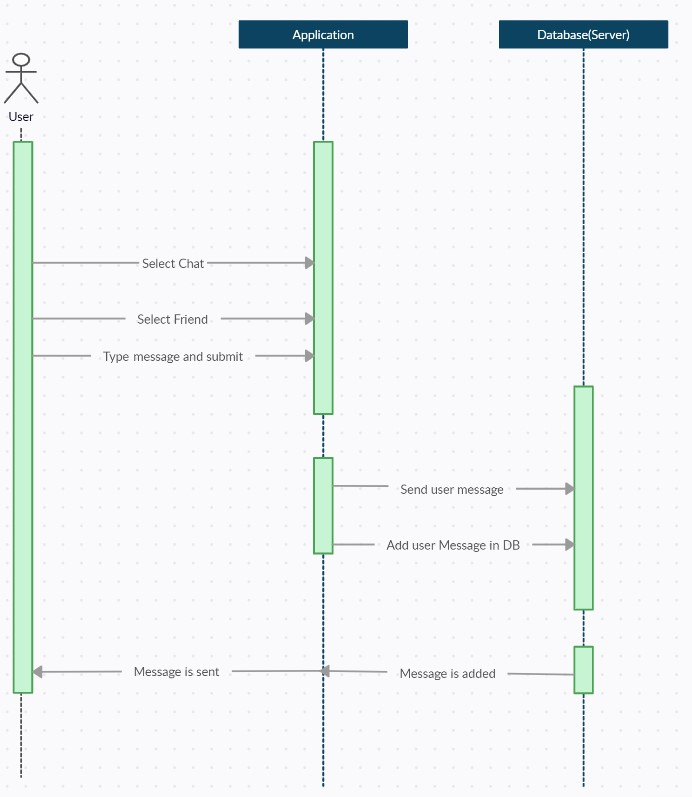 Application
Database(Server)
User
Select Chat
Select Friend
Type message and submit
Send user message
Add user Message in DB
Message is sent
Message is added